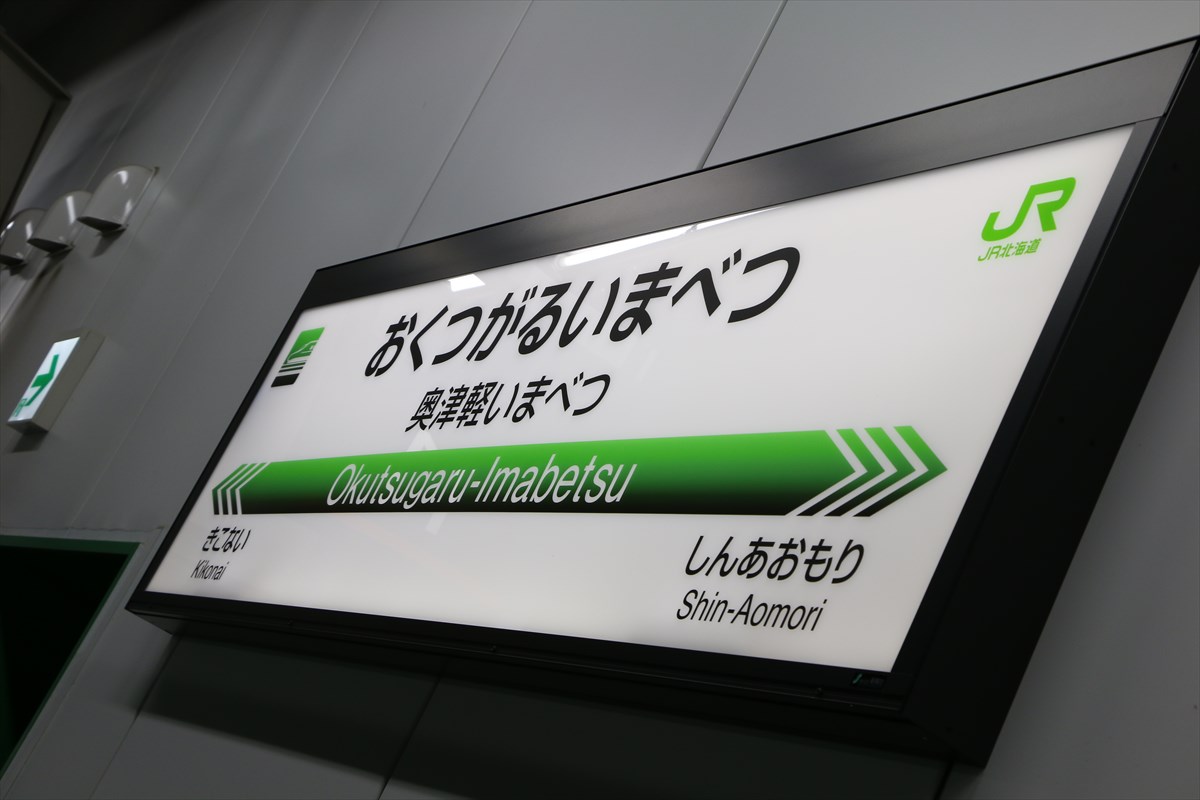 JR
JR北海道
おくつがるいまべつ
奥津軽いまべつ
Okutsugaru-Imabetsu
きこない
Kikonai
しんあおもり
Shin-Aomori